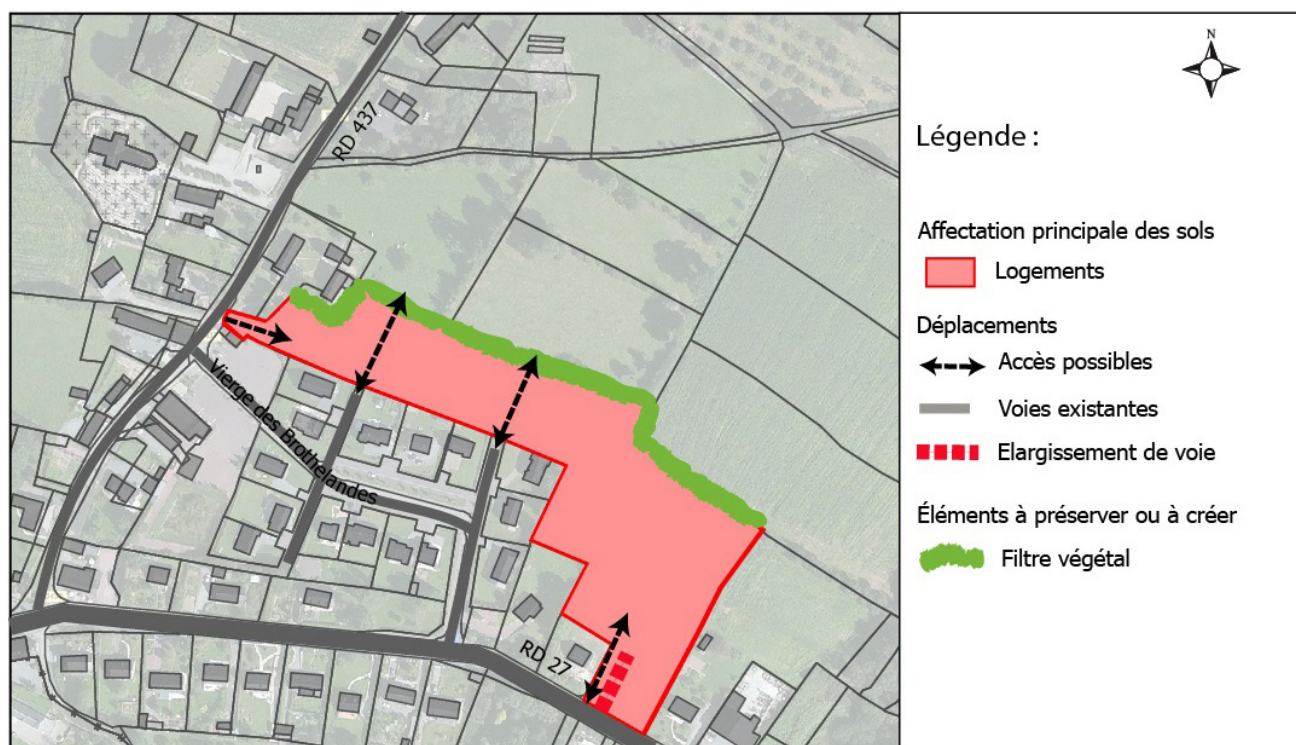 N
RD 437
Vierge des Brothelandes
RD 27
Légende :
Affectation principale des sols
Logements
Déplacements
Accès possibles
Voies existantes
Elargissement de voie
Éléments à préserver ou à créer
Filtre végétal